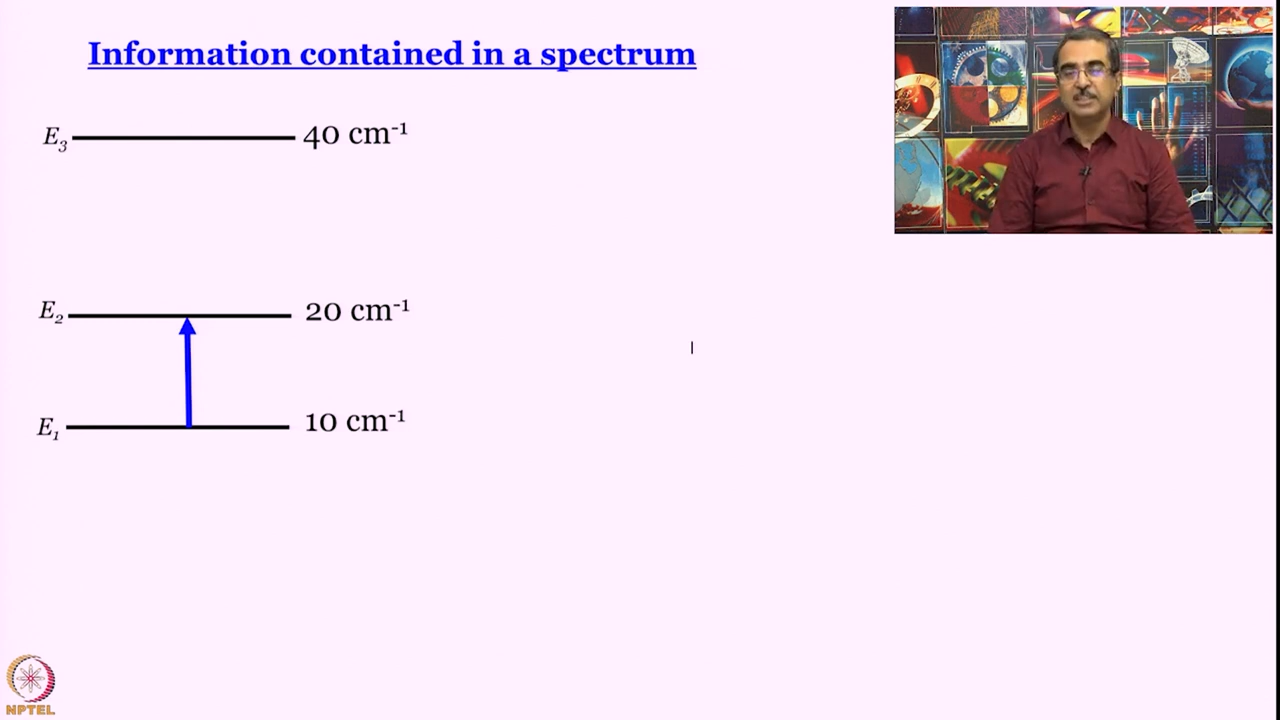 Information contained in a spectrum
E₃ 40 cm⁻¹
E₂ 20 cm⁻¹
E₁ 10 cm⁻¹
NPTEL